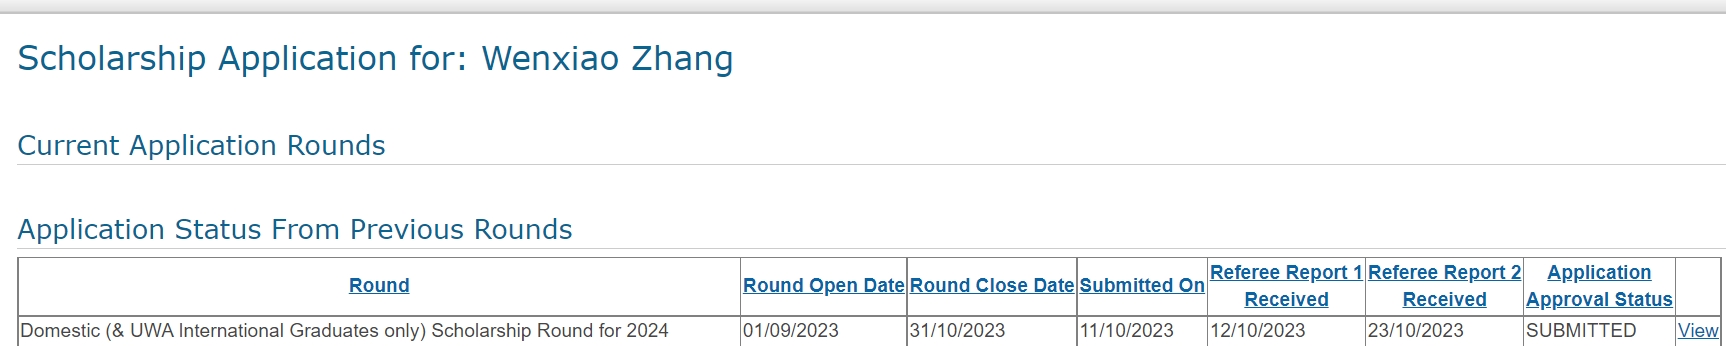 Scholarship Application for: Wenxiao Zhang
Current Application Rounds
Application Status From Previous Rounds
Round Round Open Date Round Close Date Submitted On Referee Report 1 Received Referee Report 2 Received Application Approval Status
Domestic (& UWA International Graduates only) Scholarship Round for 2024 01/09/2023 31/10/2023 11/10/2023 12/10/2023 23/10/2023 SUBMITTED View